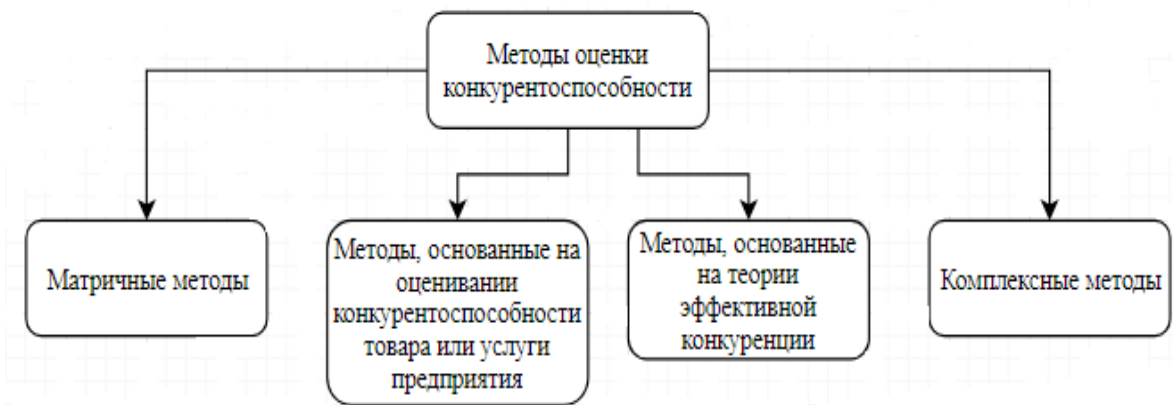 Методы оценки
конкурентоспособности
Матричные методы
Методы, основанные на
оценивании
конкурентоспособности
товара или услуги
предприятия
Методы, основанные
на теории
эффективной
конкуренции
Комплексные методы